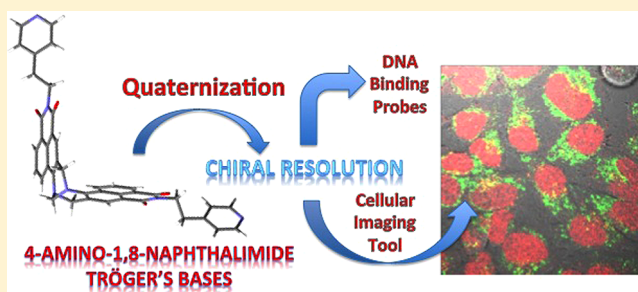 Quaternization
DNA
Binding
Probes
CHIRAL RESOLUTION
Cellular
Imaging
Tool
4-AMINO-1,8-NAPHTHALIMIDE
TRÖGER'S BASES